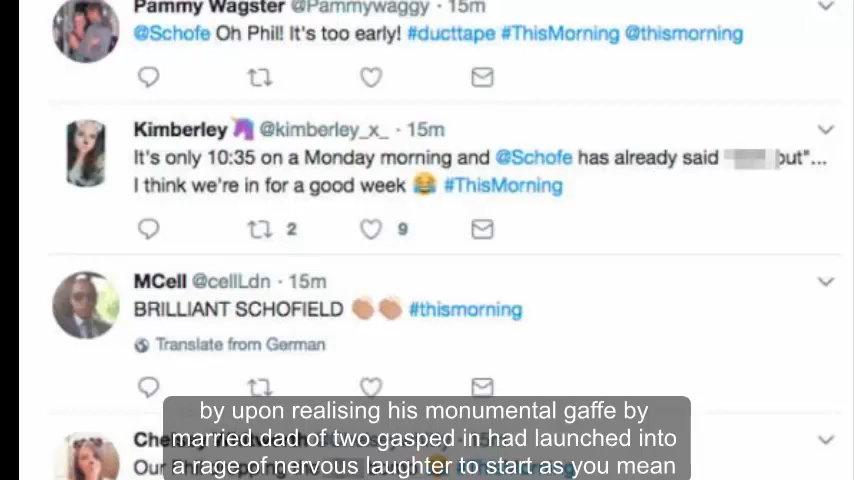 Pammy Wagster @Pammywaggy · 15m
@Schofe Oh Phil! It's too early! #ducttape #ThisMorning @thismorning
Kimberley 🦄 @kimberley_x_ · 15m
It's only 10:35 on a Monday morning and @Schofe has already said " out"...
I think we're in for a good week 😂 #ThisMorning
2 9
MCell @cellLdn · 15m
BRILLIANT SCHOFIELD 👏🏼👏🏼 #thismorning
Translate from German
by upon realising his monumental gaffe by
married dad of two gasped in had launched into
a rage of nervous laughter to start as you mean
Our